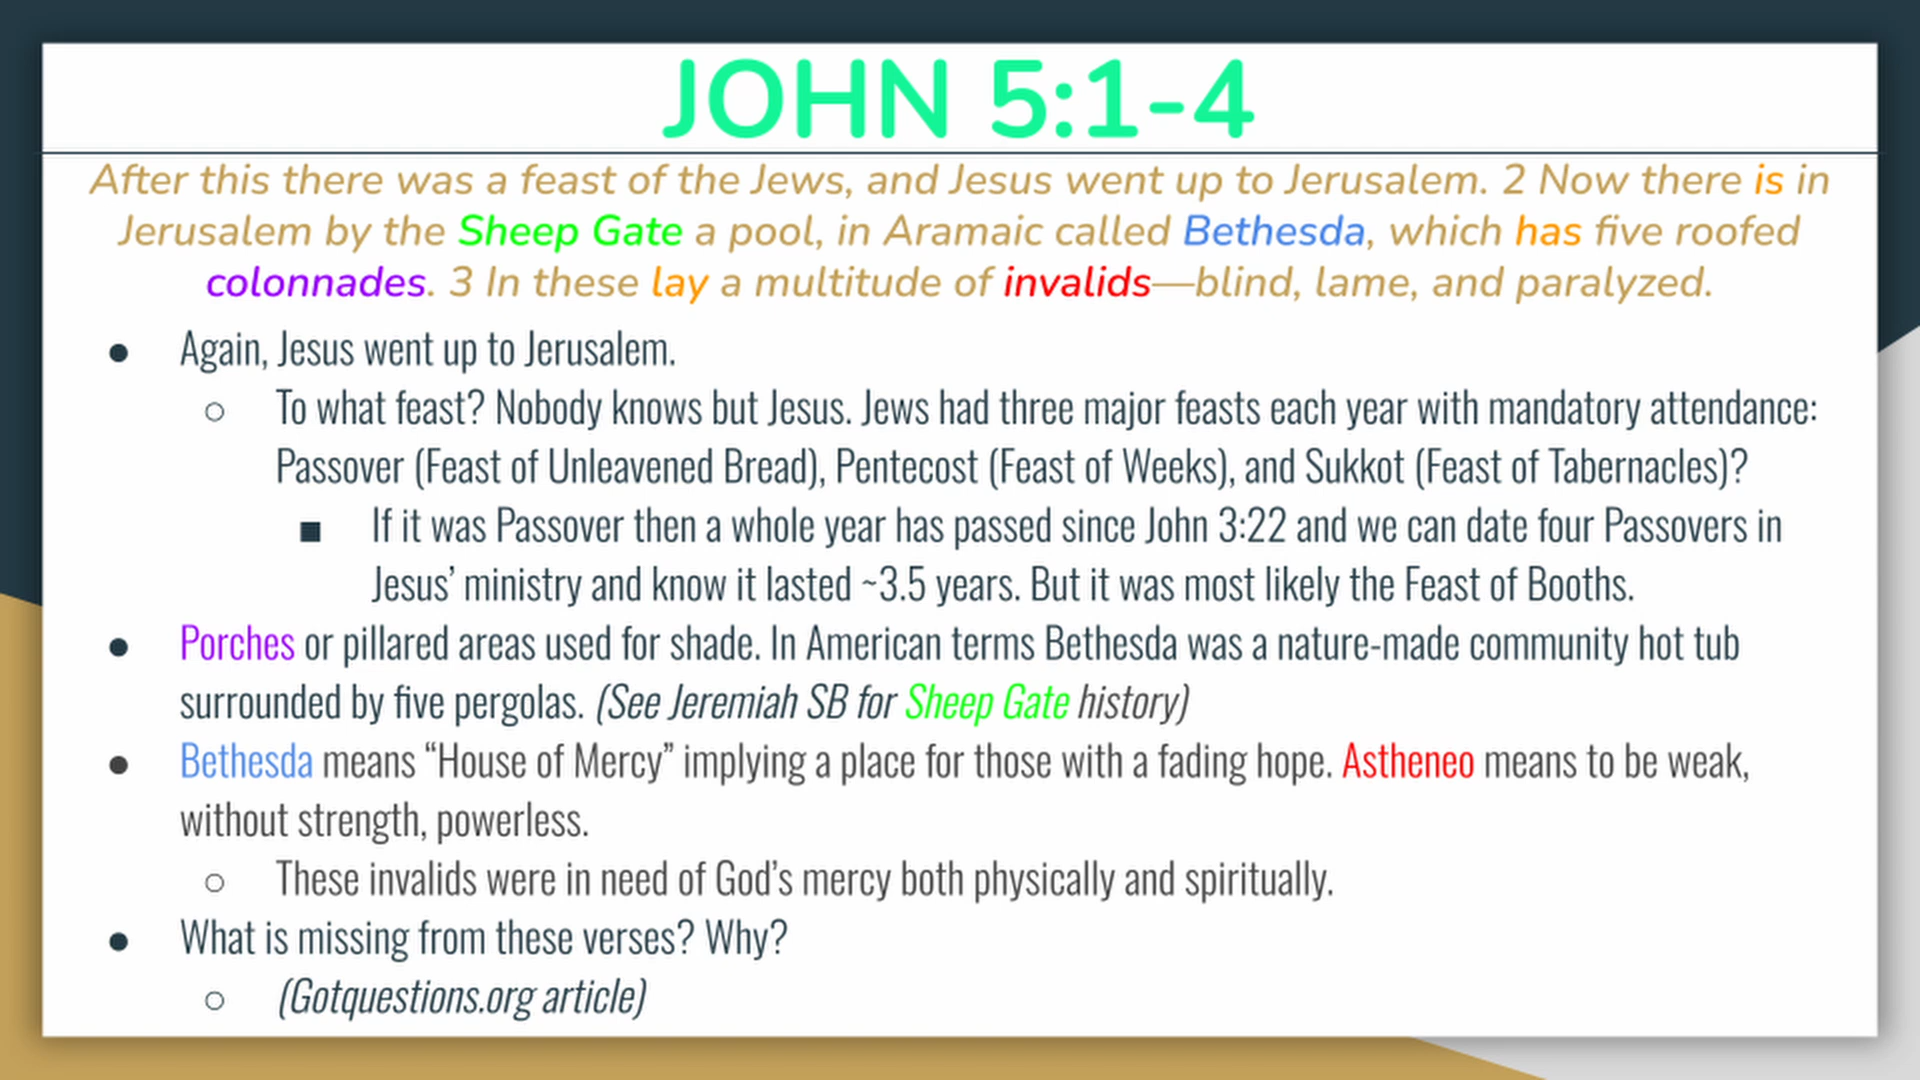 JOHN 5:1-4
After this there was a feast of the Jews, and Jesus went up to Jerusalem. 2 Now there is in
Jerusalem by the Sheep Gate a pool, in Aramaic called Bethesda, which has five roofed
colonnades. 3 In these lay a multitude of invalids—blind, lame, and paralyzed.
● Again, Jesus went up to Jerusalem.
○ To what feast? Nobody knows but Jesus. Jews had three major feasts each year with mandatory attendance:
Passover (Feast of Unleavened Bread), Pentecost (Feast of Weeks), and Sukkot (Feast of Tabernacles)?
■ If it was Passover then a whole year has passed since John 3:22 and we can date four Passovers in
Jesus’ ministry and know it lasted ~3.5 years. But it was most likely the Feast of Booths.
● Porches or pillared areas used for shade. In American terms Bethesda was a nature-made community hot tub
surrounded by five pergolas. (See Jeremiah SB for Sheep Gate history)
● Bethesda means “House of Mercy” implying a place for those with a fading hope. Astheneo means to be weak,
without strength, powerless.
○ These invalids were in need of God’s mercy both physically and spiritually.
● What is missing from these verses? Why?
○ (Gotquestions.org article)